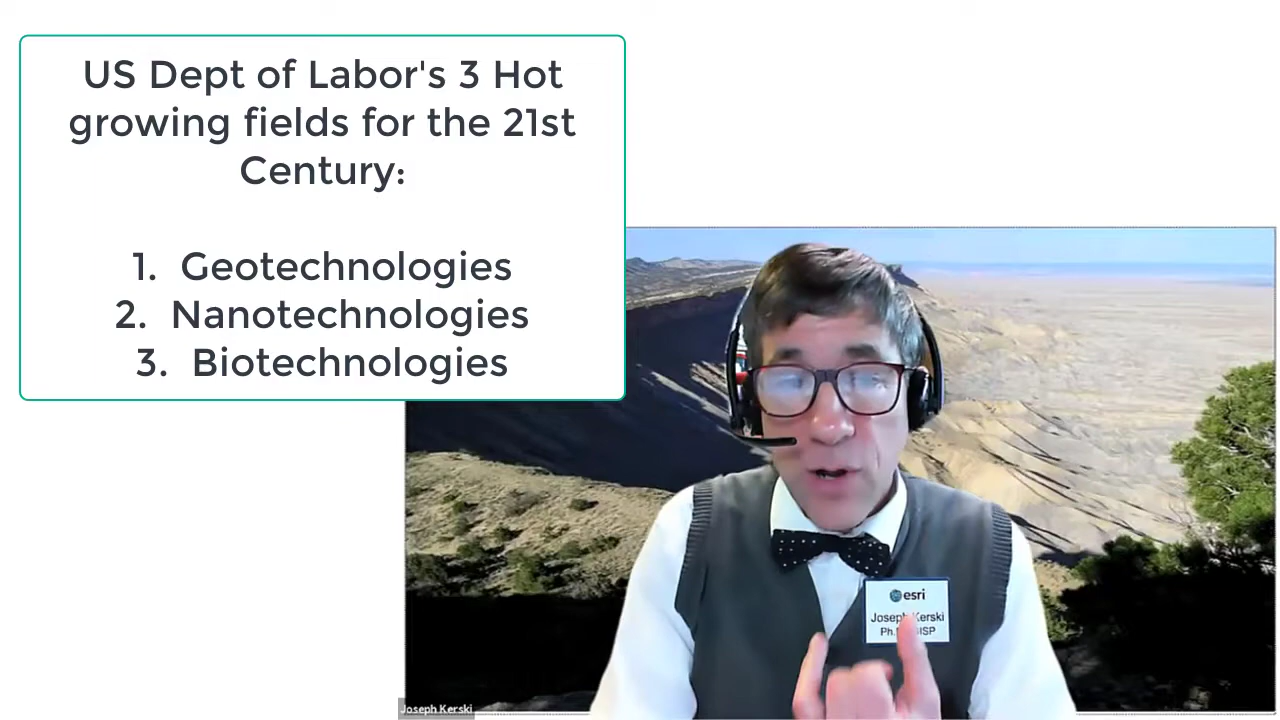 US Dept of Labor's 3 Hot
growing fields for the 21st
Century:
1. Geotechnologies
2. Nanotechnologies
3. Biotechnologies
esri
Joseph Kerski
Joseph Kerski